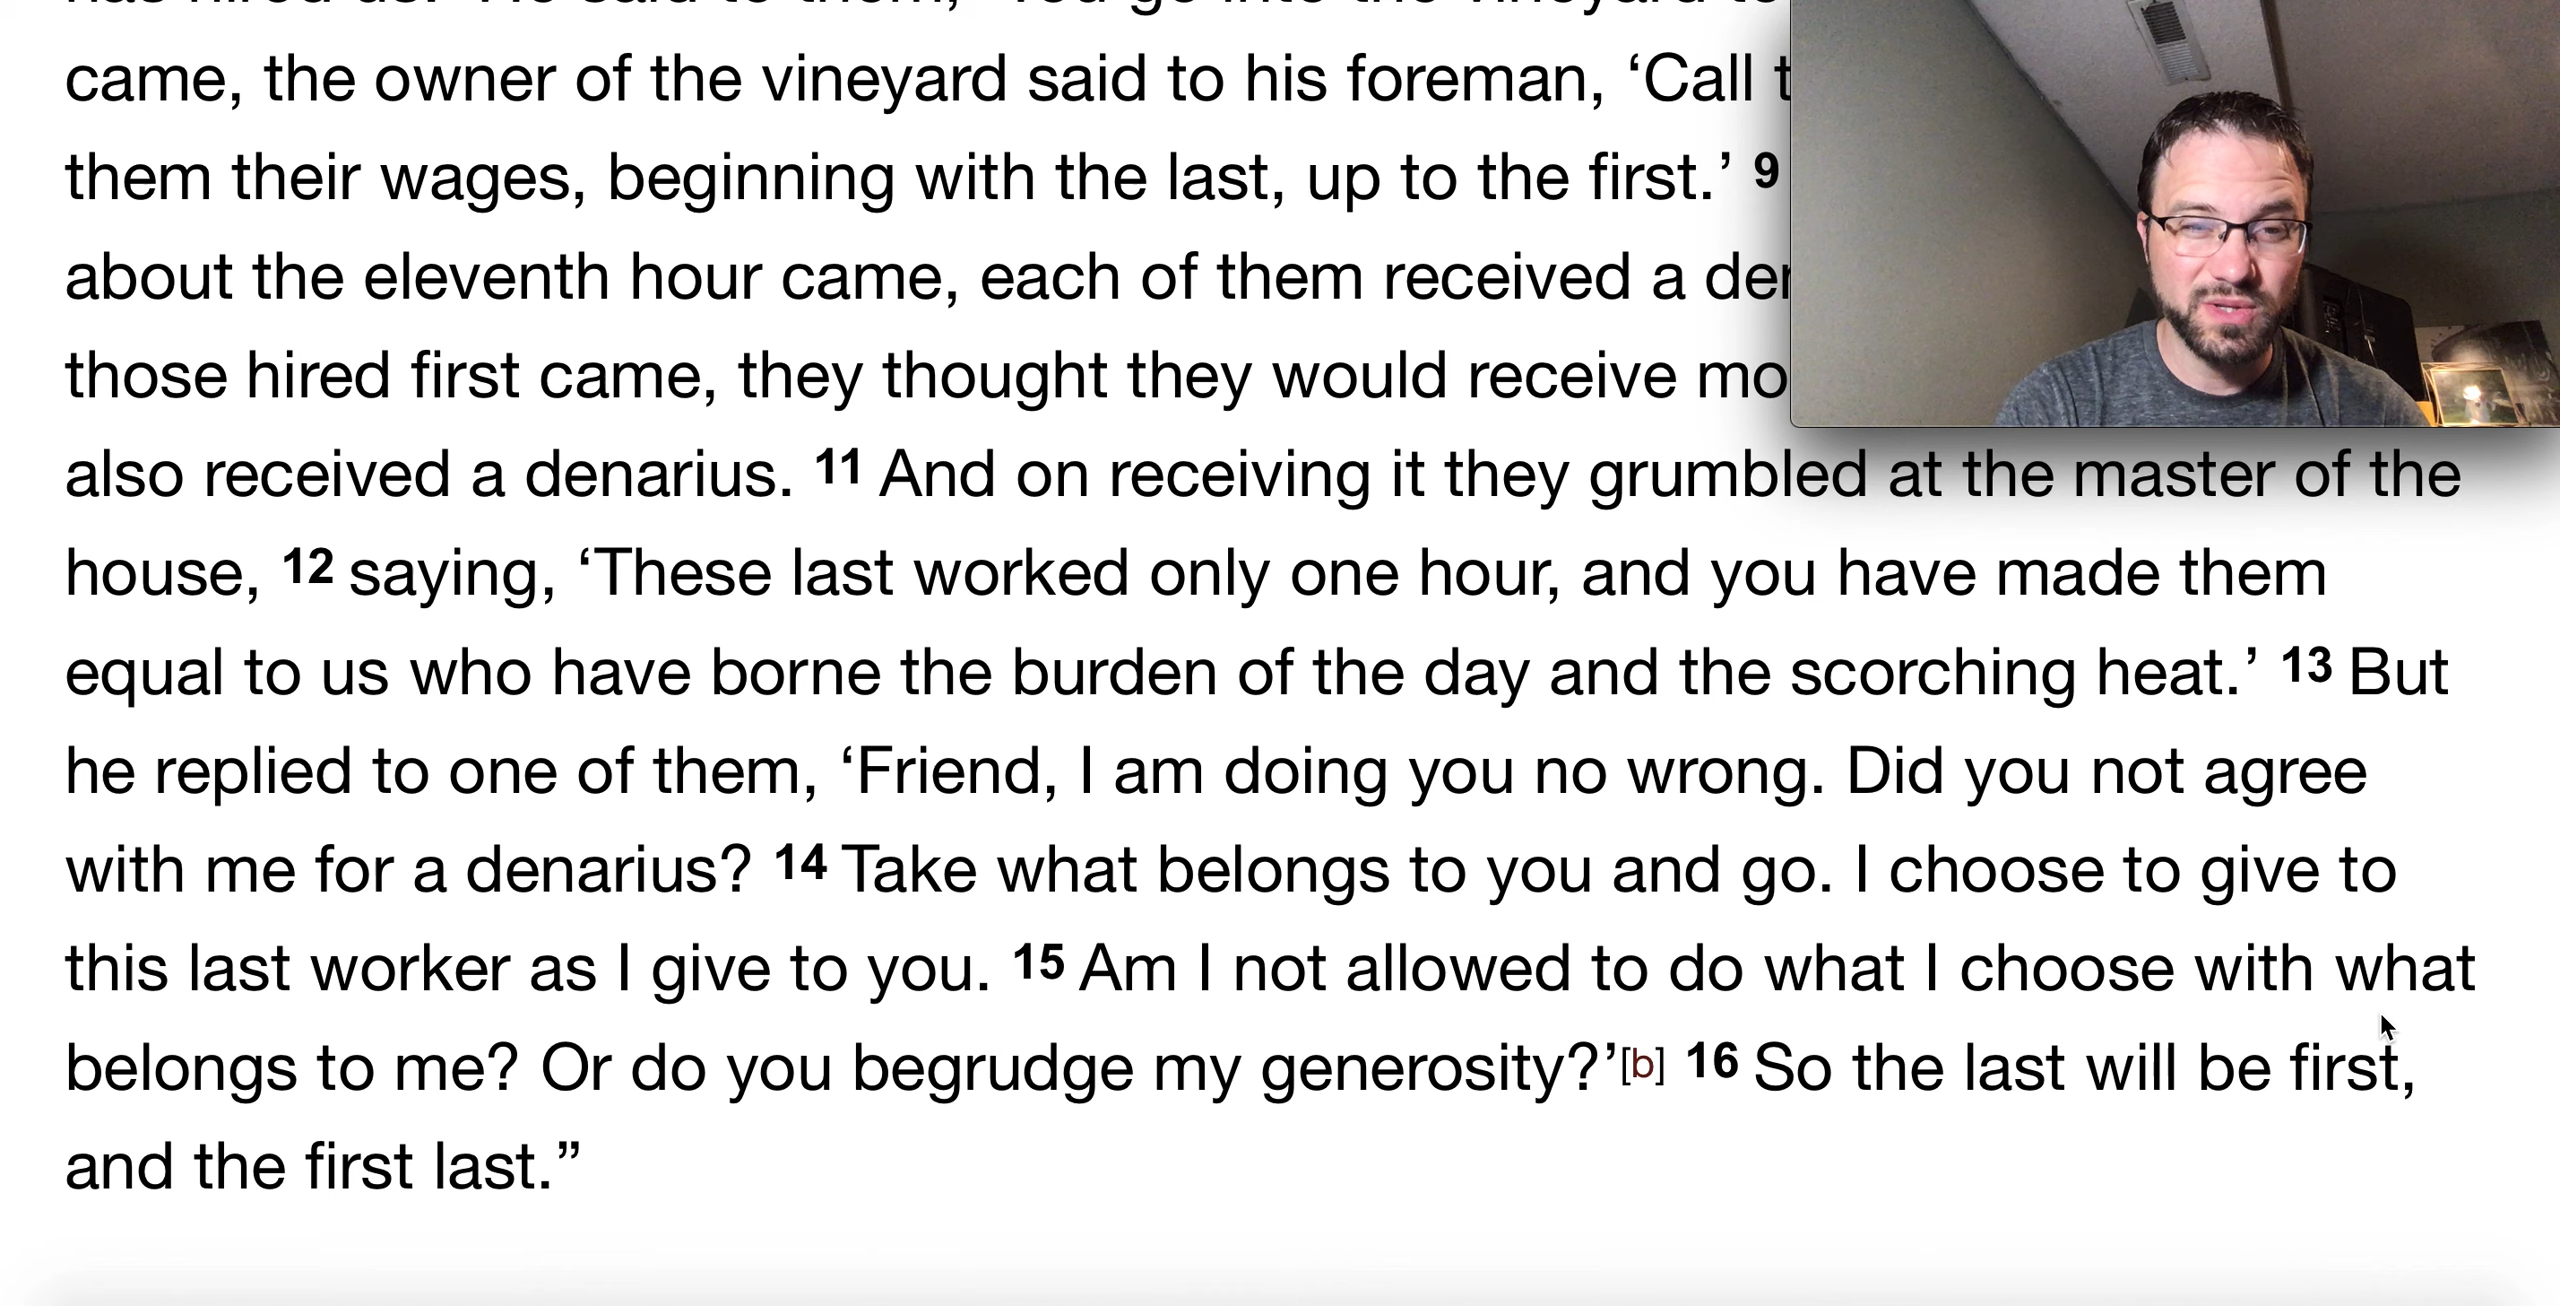 came, the owner of the vineyard said to his foreman, ‘Call
them their wages, beginning with the last, up to the first.’ 9
about the eleventh hour came, each of them received a
those hired first came, they thought they would receive
also received a denarius. 11 And on receiving it they grumbled at the master of the
house, 12 saying, ‘These last worked only one hour, and you have made them
equal to us who have borne the burden of the day and the scorching heat.’ 13 But
he replied to one of them, ‘Friend, I am doing you no wrong. Did you not agree
with me for a denarius? 14 Take what belongs to you and go. I choose to give to
this last worker as I give to you. 15 Am I not allowed to do what I choose with what
belongs to me? Or do you begrudge my generosity?’[b] 16 So the last will be first,
and the first last.”